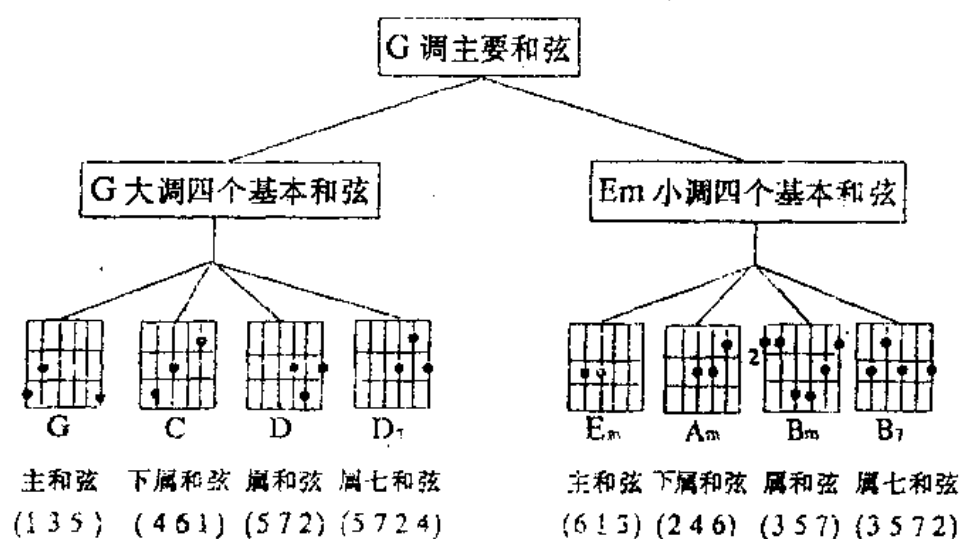 G 调主要和弦
G 大调四个基本和弦
Em 小调四个基本和弦
2
G C D D7 Em Am Bm B7
主和弦 下属和弦 属和弦 属七和弦 主和弦 下属和弦 属和弦 属七和弦
(1 3 5) (4 6 1) (5 7 2) (5 7 2 4) (6 1 3) (2 4 6) (3 5 7) (3 5 7 2)